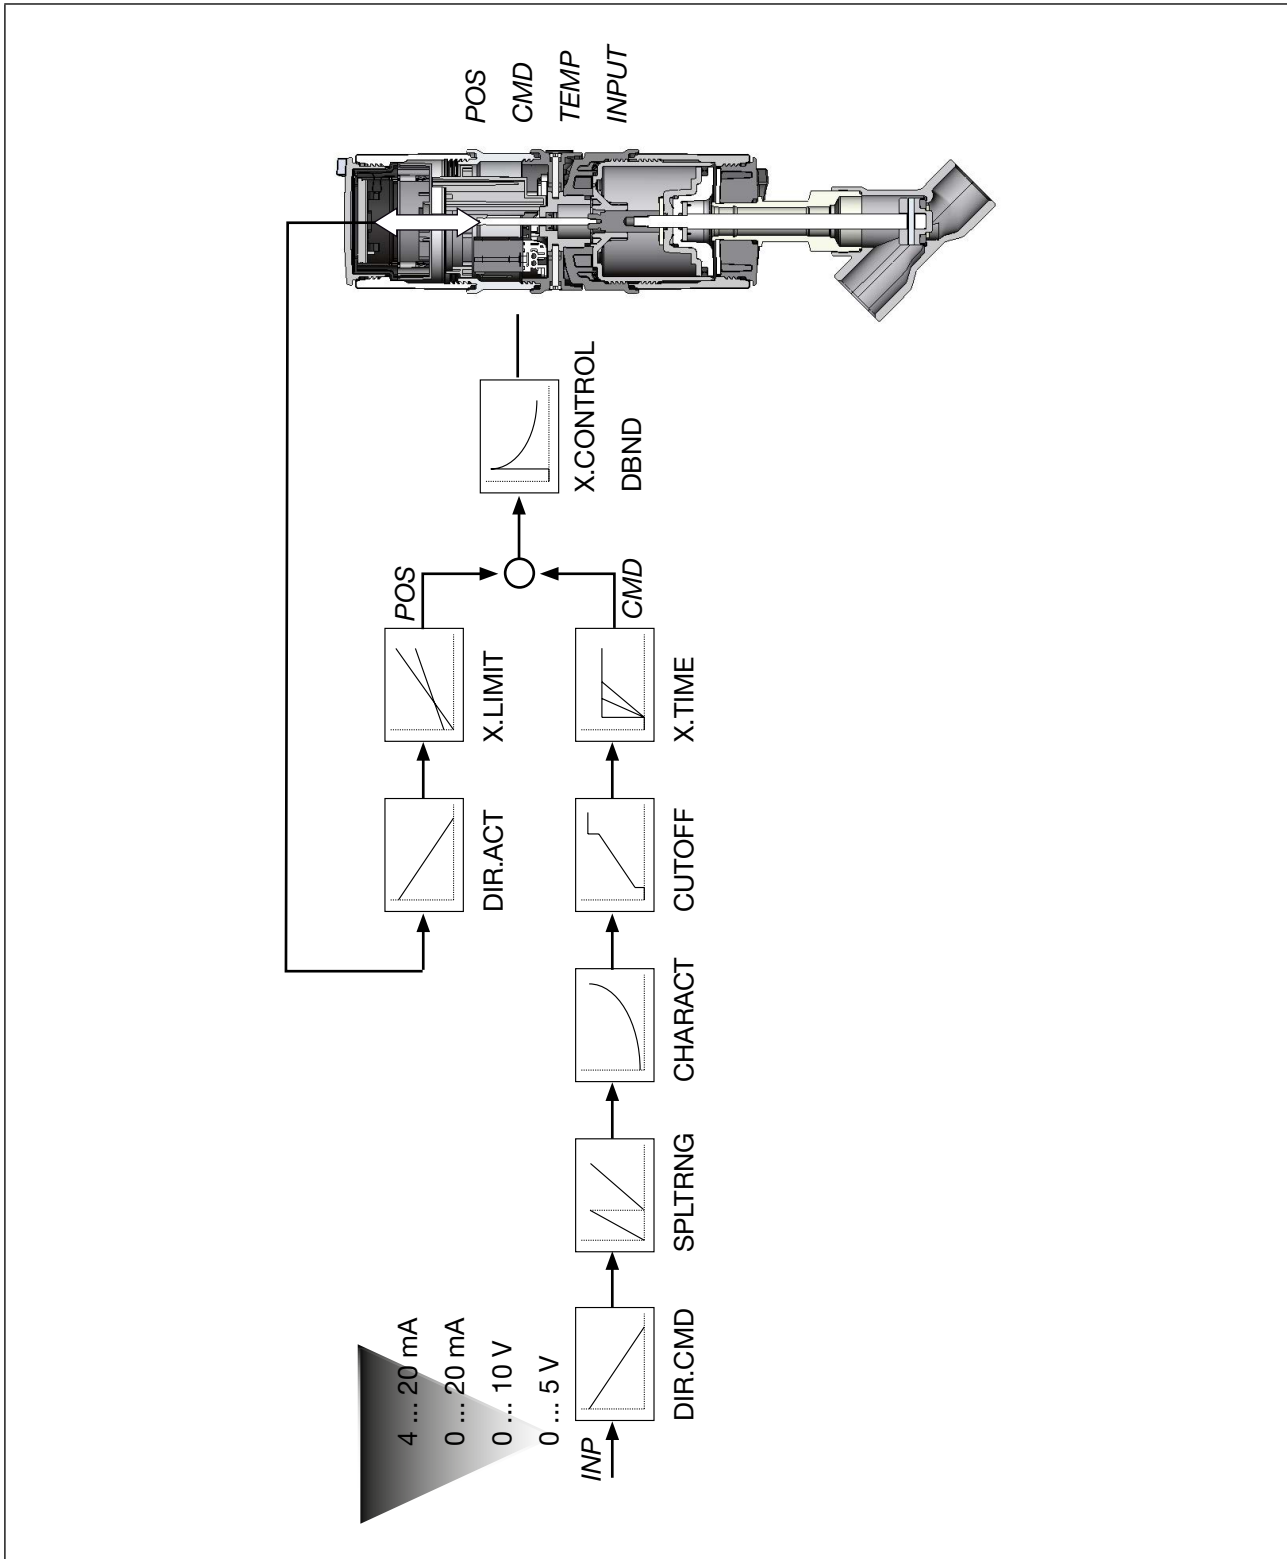 POS
CMD
TEMP
INPUT
X.CONTROL
DBND
POS
CMD
X.LIMIT
X.TIME
DIR.ACT
CUTOFF
CHARACT
SPLTRNG
4 ... 20 mA
0 ... 20 mA
0 ... 10 V
0 ... 5 V
INP
DIR.CMD